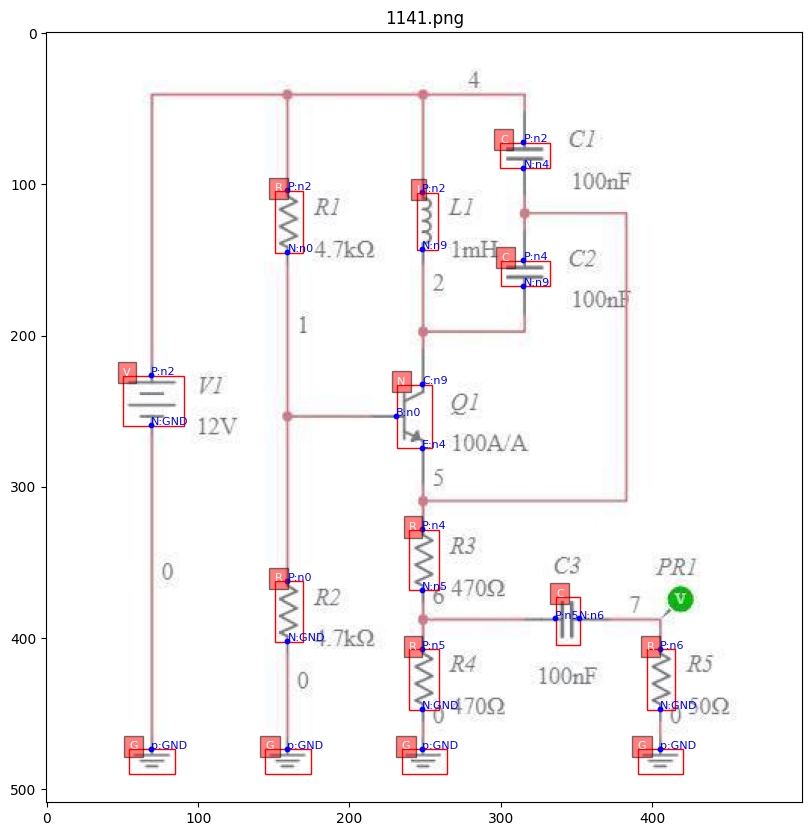 1141.png
0
100
200
300
400
500
0
100
200
300
400
4
C
P:n2
C1
N:n4
100nF
R
P:n2
R1
N:n0
4.7kΩ
P:n2
L1
N:n9
1mH
C
P:n4
C2
N:n9
100nF
2
1
V
P:n2
V1
N:GND
12V
N
C:n9
Q1
B:n0
E:n4
100A/A
5
0
R
P:n4
R3
N:n5
470Ω
6
R
P:n0
R2
N:GND
4.7kΩ
0
C3
C
P:n5
N:n6
100nF
7
PR1
V
R
P:n5
R4
N:GND
470Ω
0
R
P:n6
R5
N:GND
50Ω
0
G
p:GND
G
p:GND
G
p:GND
G
p:GND